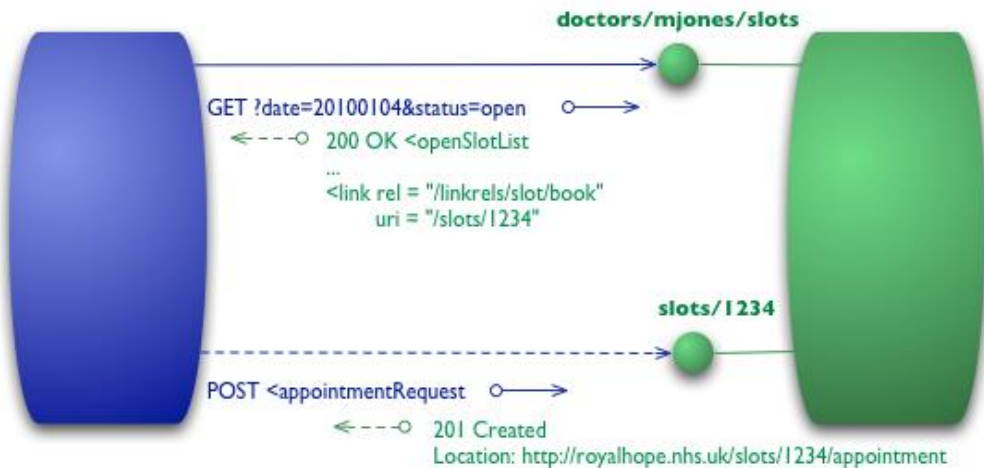 doctors/mjones/slots
GET ?date=20100104&status=open
200 OK <openSlotList
...
<link rel = "/linkrels/slot/book"
uri = "/slots/1234"
slots/1234
POST <appointmentRequest
201 Created
Location: http://royalhope.nhs.uk/slots/1234/appointment